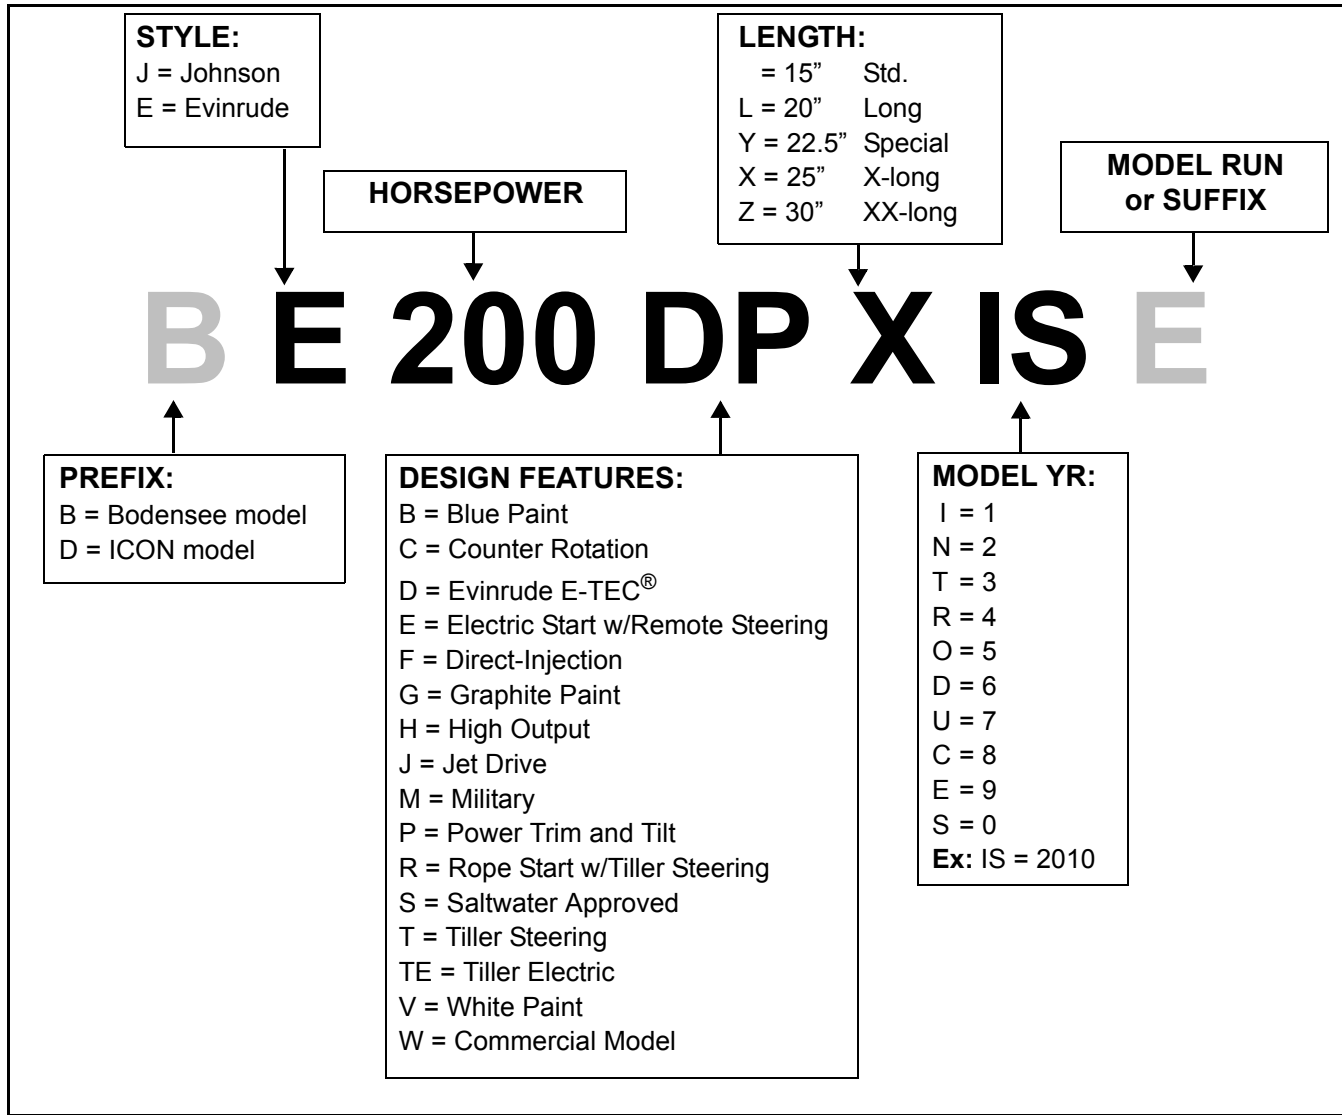 STYLE:
J = Johnson
E = Evinrude
HORSEPOWER
LENGTH:
= 15” Std.
L = 20” Long
Y = 22.5” Special
X = 25” X-long
Z = 30” XX-long
MODEL RUN
or SUFFIX
B E 200 DP X IS E
PREFIX:
B = Bodensee model
D = ICON model
DESIGN FEATURES:
B = Blue Paint
C = Counter Rotation
D = Evinrude E-TEC®
E = Electric Start w/Remote Steering
F = Direct-Injection
G = Graphite Paint
H = High Output
J = Jet Drive
M = Military
P = Power Trim and Tilt
R = Rope Start w/Tiller Steering
S = Saltwater Approved
T = Tiller Steering
TE = Tiller Electric
V = White Paint
W = Commercial Model
MODEL YR:
I = 1
N = 2
T = 3
R = 4
O = 5
D = 6
U = 7
C = 8
E = 9
S = 0
Ex: IS = 2010